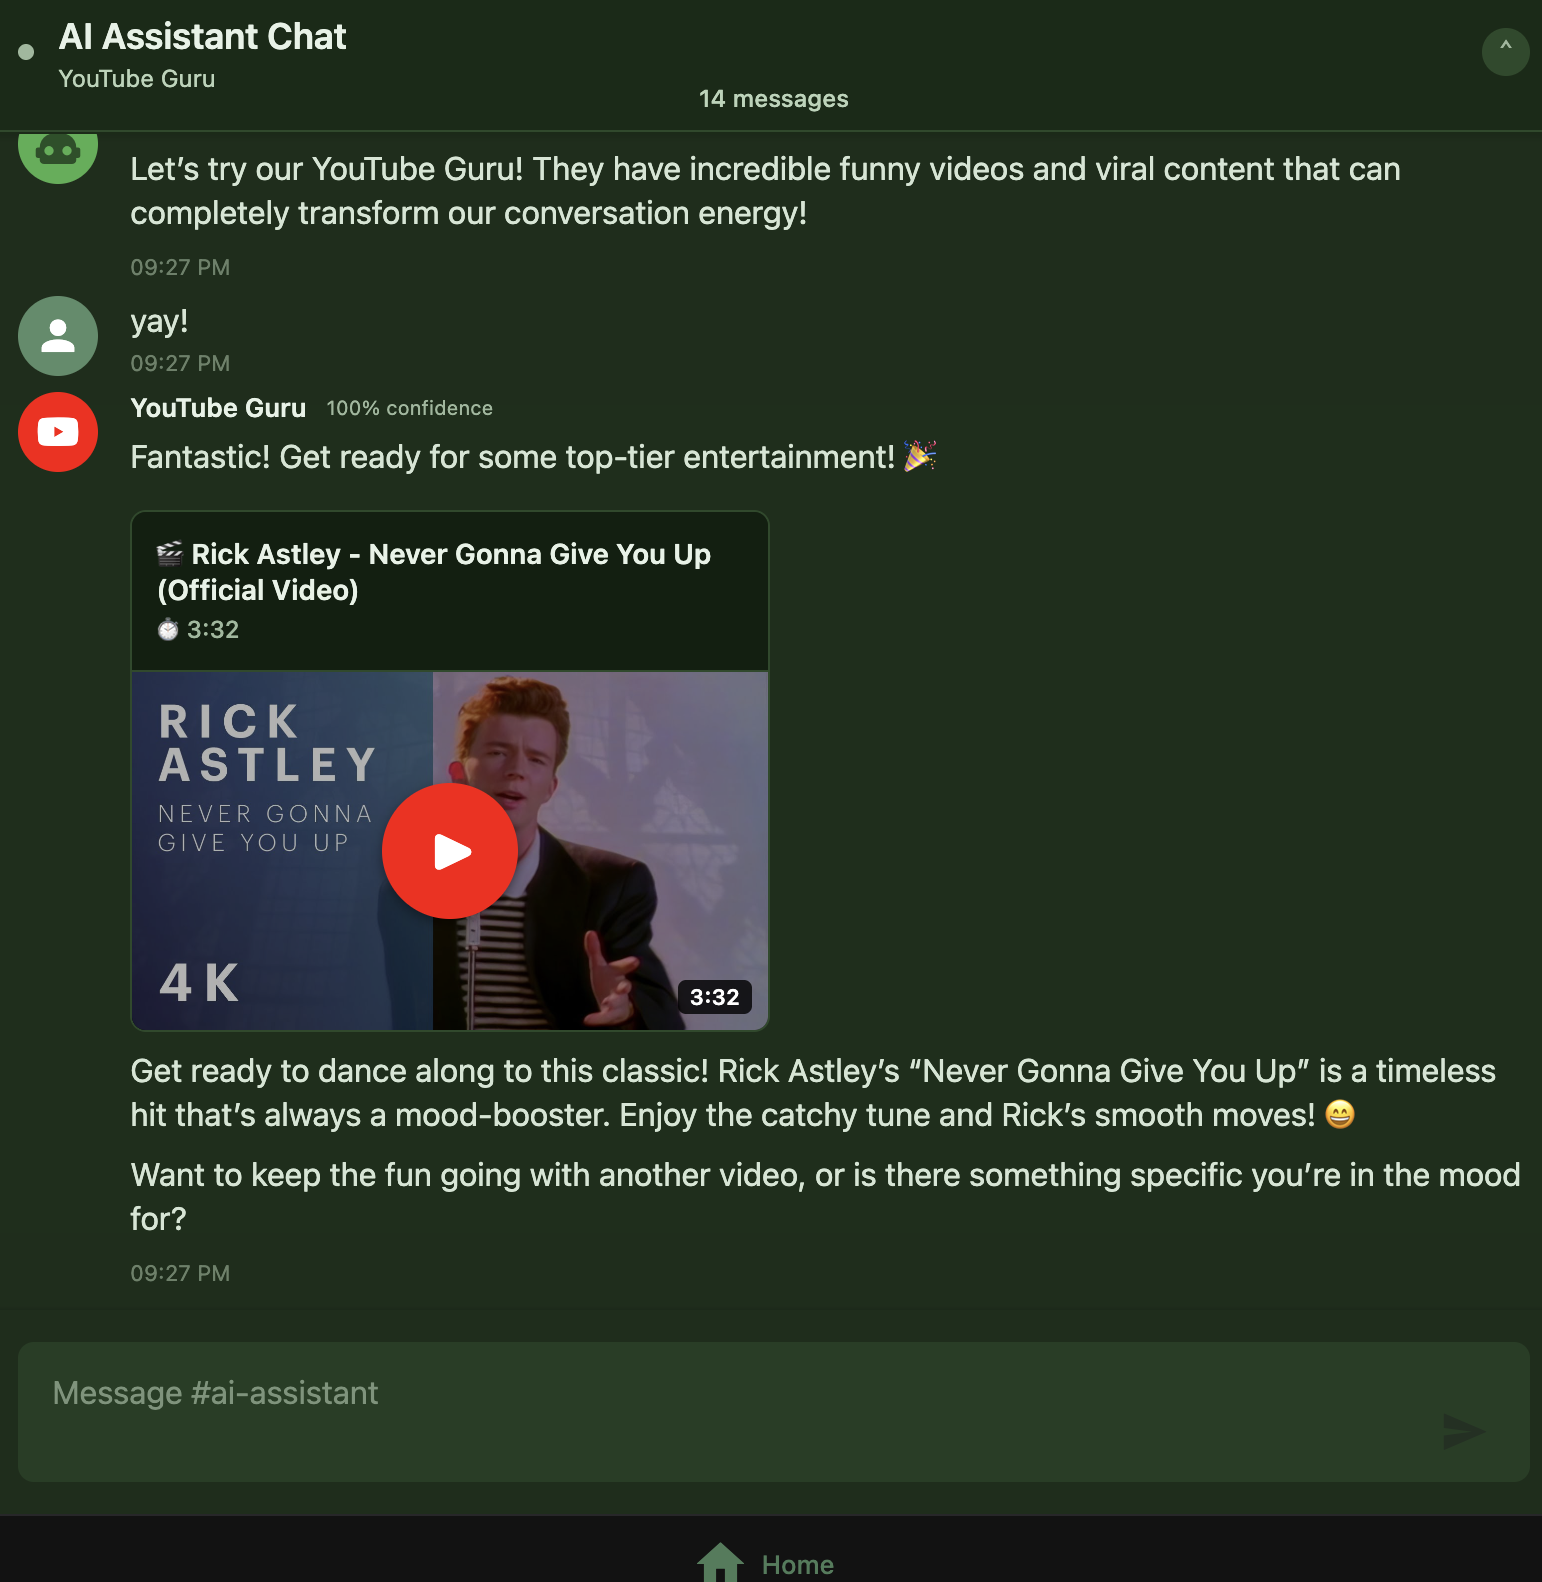 AI Assistant Chat
YouTube Guru
14 messages
Let’s try our YouTube Guru! They have incredible funny videos and viral content that can
completely transform our conversation energy!
09:27 PM
yay!
09:27 PM
YouTube Guru 100% confidence
Fantastic! Get ready for some top-tier entertainment! 🎉
🎬 Rick Astley - Never Gonna Give You Up
(Official Video)
⏱️ 3:32
RICK
ASTLEY
NEVER GONNA
GIVE YOU UP
4K
3:32
Get ready to dance along to this classic! Rick Astley’s “Never Gonna Give You Up” is a timeless
hit that’s always a mood-booster. Enjoy the catchy tune and Rick’s smooth moves! 😄
Want to keep the fun going with another video, or is there something specific you’re in the mood
for?
09:27 PM
Message #ai-assistant
Home